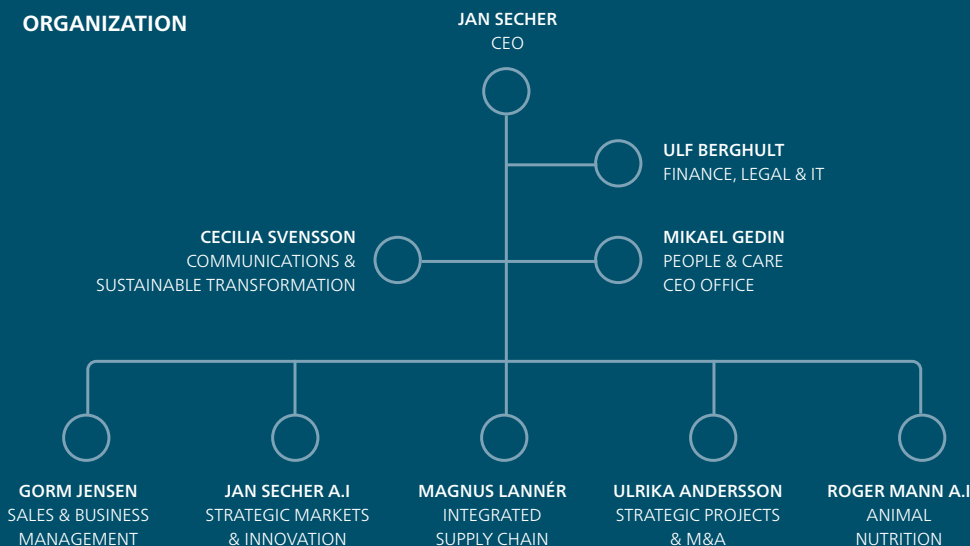 ORGANIZATION
JAN SECHER
CEO
ULF BERGHULT
FINANCE, LEGAL & IT
CECILIA SVENSSON
COMMUNICATIONS &
SUSTAINABLE TRANSFORMATION
MIKAEL GEDIN
PEOPLE & CARE
CEO OFFICE
GORM JENSEN
SALES & BUSINESS
MANAGEMENT
JAN SECHER A.I
STRATEGIC MARKETS
& INNOVATION
MAGNUS LANNÉR
INTEGRATED
SUPPLY CHAIN
ULRIKA ANDERSSON
STRATEGIC PROJECTS
& M&A
ROGER MANN A.I
ANIMAL
NUTRITION